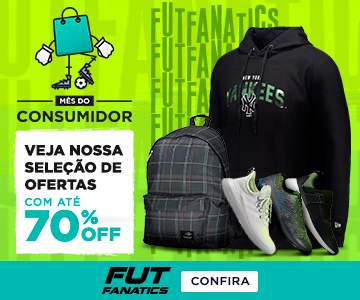 FUTFANATICS
FUTFANATICS
FUTFANATICS
FUTFANATICS
MÊS DO
CONSUMIDOR
VEJA NOSSA
SELEÇÃO DE
OFERTAS
COM ATÉ
70% OFF
NEW YORK
YANKEES
FUT
FANATICS
CONFIRA